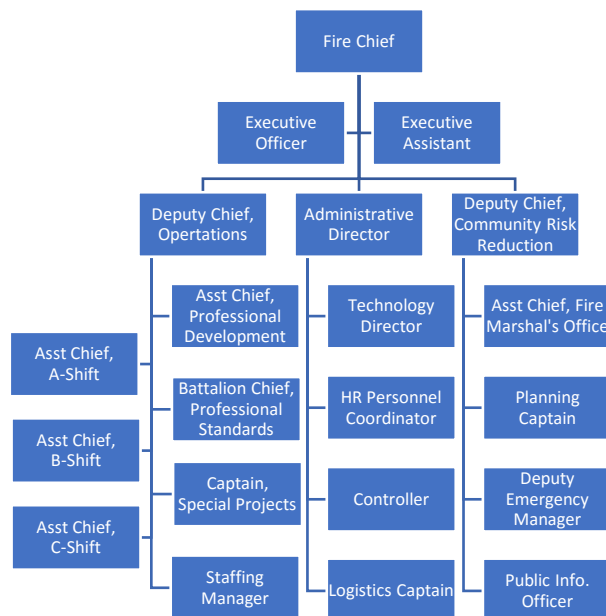 Fire Chief
Executive
Officer
Executive
Assistant
Deputy Chief,
Opertations
Administrative
Director
Deputy Chief,
Community Risk
Reduction
Asst Chief,
Professional
Development
Technology
Director
Asst Chief, Fire
Marshal's Office
Asst Chief,
A-Shift
Battalion Chief,
Professional
Standards
HR Personnel
Coordinator
Planning
Captain
Asst Chief,
B-Shift
Captain,
Special Projects
Controller
Deputy
Emergency
Manager
Asst Chief,
C-Shift
Staffing
Manager
Logistics Captain
Public Info.
Officer